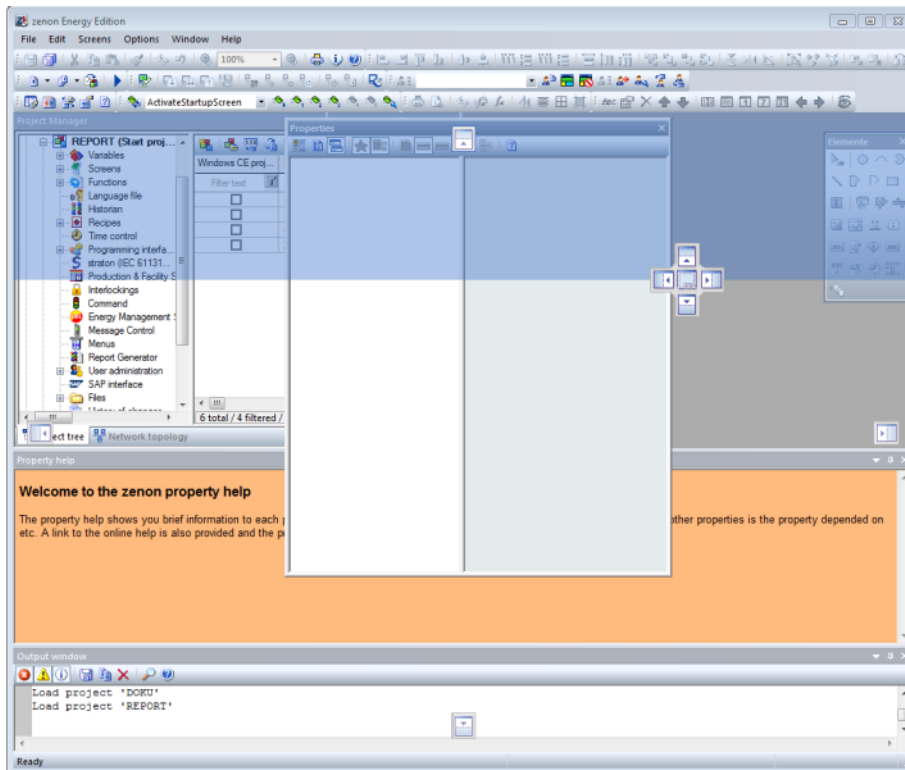 zenon Energy Edition
File Edit Screens Options Window Help
100%
ActivateStartupScreen
Project Manager
Properties
Elemente
REPORT (Start proj...
Variables
Screens
Functions
Language file
Historian
Recipes
Time control
Programming interfa...
straton (IEC 61131...
Production & Facility S
Interlockings
Command
Energy Management
Message Control
Menus
Report Generator
User administration
SAP interface
Files
Windows CE proj...
Filter text
6 total / 4 filtered /
ect tree
Network topology
Property help
Welcome to the zenon property help
The property help shows you brief information to each
other properties is the property depended on
etc. A link to the online help is also provided and the
Output window
Load project 'DOKU'
Load project 'REPORT'
Ready